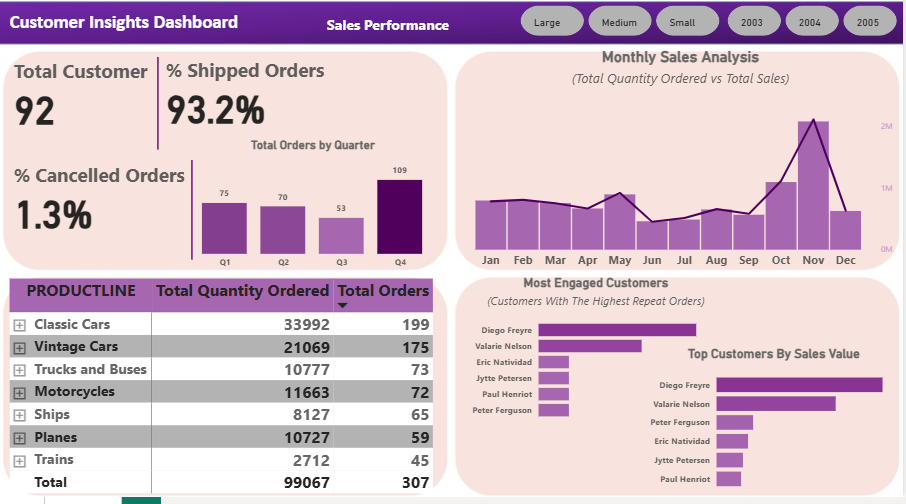 Customer Insights Dashboard
Sales Performance
Large
Medium
Small
2003
2004
2005
Total Customer
92
% Shipped Orders
93.2%
% Cancelled Orders
1.3%
Total Orders by Quarter
75
70
53
109
Q1
Q2
Q3
Q4
Monthly Sales Analysis
(Total Quantity Ordered vs Total Sales)
2M
1M
0M
Jan Feb Mar Apr May Jun Jul Aug Sep Oct Nov Dec
PRODUCTLINE Total Quantity Ordered Total Orders
Classic Cars 33992 199
Vintage Cars 21069 175
Trucks and Buses 10777 73
Motorcycles 11663 72
Ships 8127 65
Planes 10727 59
Trains 2712 45
Total 99067 307
Most Engaged Customers
(Customers With The Highest Repeat Orders)
Diego Freyre
Valarie Nelson
Eric Natividad
Jytte Petersen
Paul Henriot
Peter Ferguson
Top Customers By Sales Value
Diego Freyre
Valarie Nelson
Peter Ferguson
Eric Natividad
Jytte Petersen
Paul Henriot